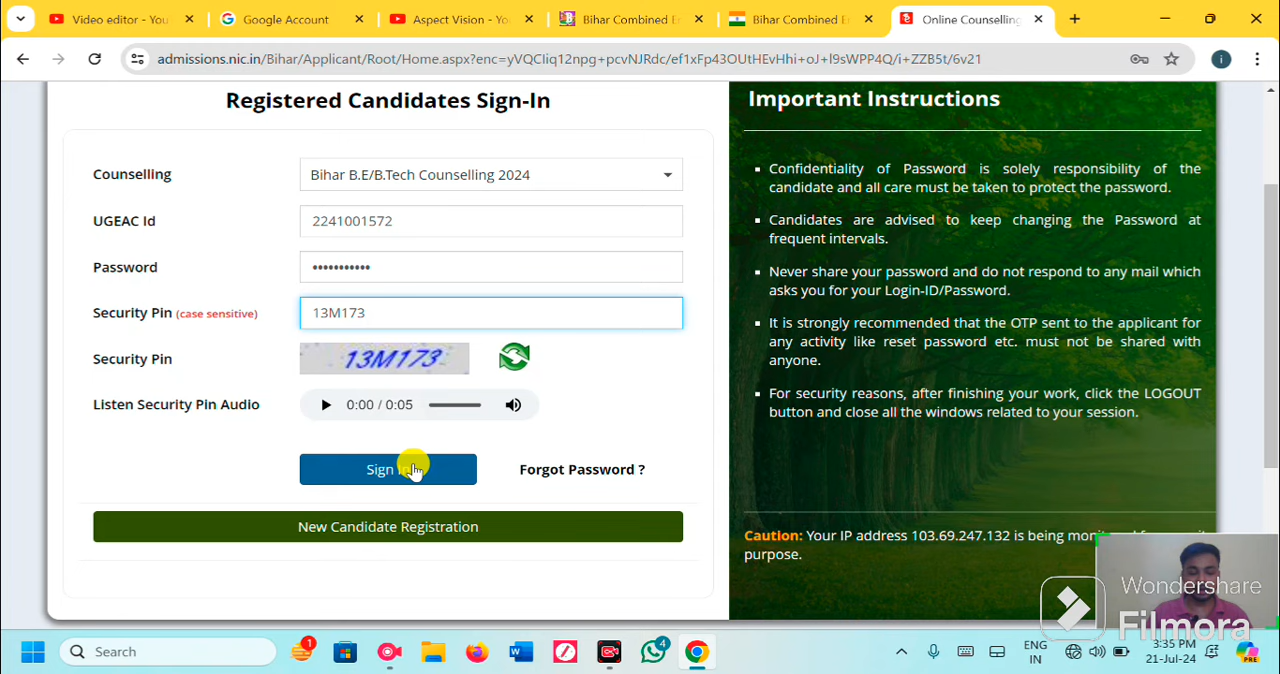 Video editor - You
Google Account
Aspect Vision - Yo
Bihar Combined E
Bihar Combined E
Online Counselling
admissions.nic.in/Bihar/Applicant/Root/Home.aspx?enc=yVQCIiq12npg+pcvNJRdc/ef1xFp43OUtHEvHhi+oJ+l9sWPP4Q/i+ZZB5t/6v21
Registered Candidates Sign-In
Counselling
Bihar B.E/B.Tech Counselling 2024
UGEAC Id
2241001572
Password
•••••••••••
Security Pin (case sensitive)
13M173
Security Pin
13M173
Listen Security Pin Audio
0:00 / 0:05
Sign
Forgot Password ?
New Candidate Registration
Important Instructions
Confidentiality of Password is solely responsibility of the
candidate and all care must be taken to protect the password.
Candidates are advised to keep changing the Password at
frequent intervals.
Never share your password and do not respond to any mail which
asks you for your Login-ID/Password.
It is strongly recommended that the OTP sent to the applicant for
any activity like reset password etc. must not be shared with
anyone.
For security reasons, after finishing your work, click the LOGOUT
button and close all the windows related to your session.
Caution: Your IP address 103.69.247.132 is being
purpose.
Wondershare
Filmora
Search
1
4
ENG
IN
3:35 PM
21-Jul-24
PRE